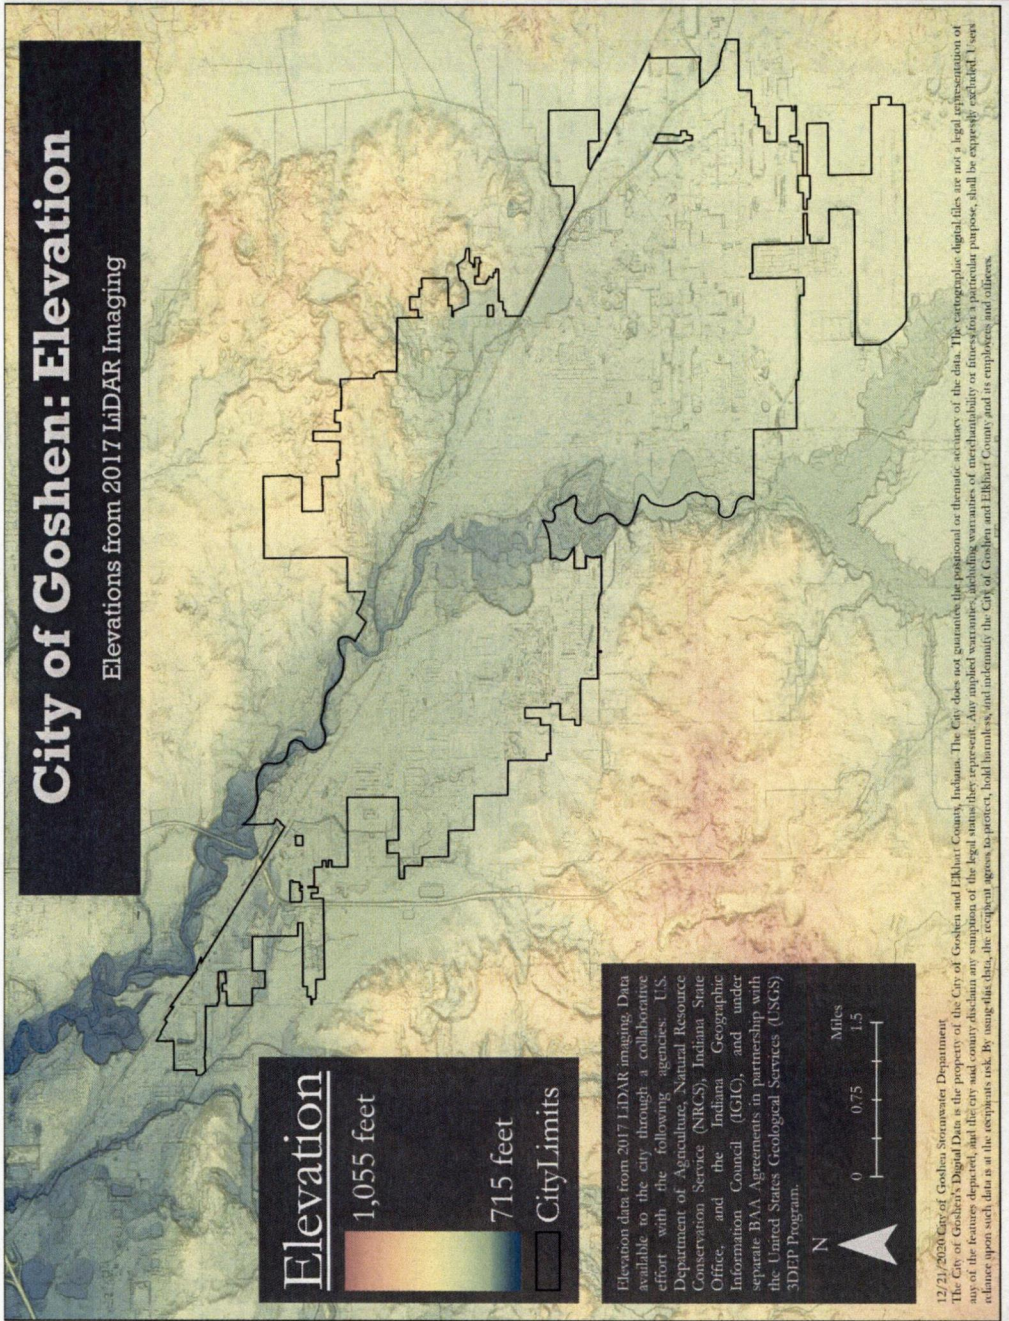 City of Goshen: Elevation
Elevations from 2017 LiDAR Imaging
Elevation
1,055 feet
715 feet
CityLimits
Elevation data from 2017 LiDAR imaging. Data
available to the city through a collaborative
effort with the following agencies: U.S.
Department of Agriculture, Natural Resource
Conservation Service (NRCS), Indiana State
Office, and the Indiana Geographic
Information Council (IGIC), and under
separate BAA Agreements in partnership with
the United States Geological Services (USGS)
3DEP Program.
N
Miles
0 0.75 1.5
12/21/2020 City of Goshen Stormwater Department
The City of Goshen's Digital Data is the property of the City of Goshen and Elkhart County, Indiana. The City does not guarantee the positional or thematic accuracy of the data. The cartographic digital files are not a legal representation of
any of the features depicted, and the city and county disclaim any sumption of the legal status they represent. Any implied warranties, including warranties of merchantability or fitness for a particular purpose, shall be expressly excluded. Users
reliance upon such data is at the recipients risk. By using this data, the recipient agrees to protect, hold harmless, and indemnify the City of Goshen and Elkhart County and its employees and officers.